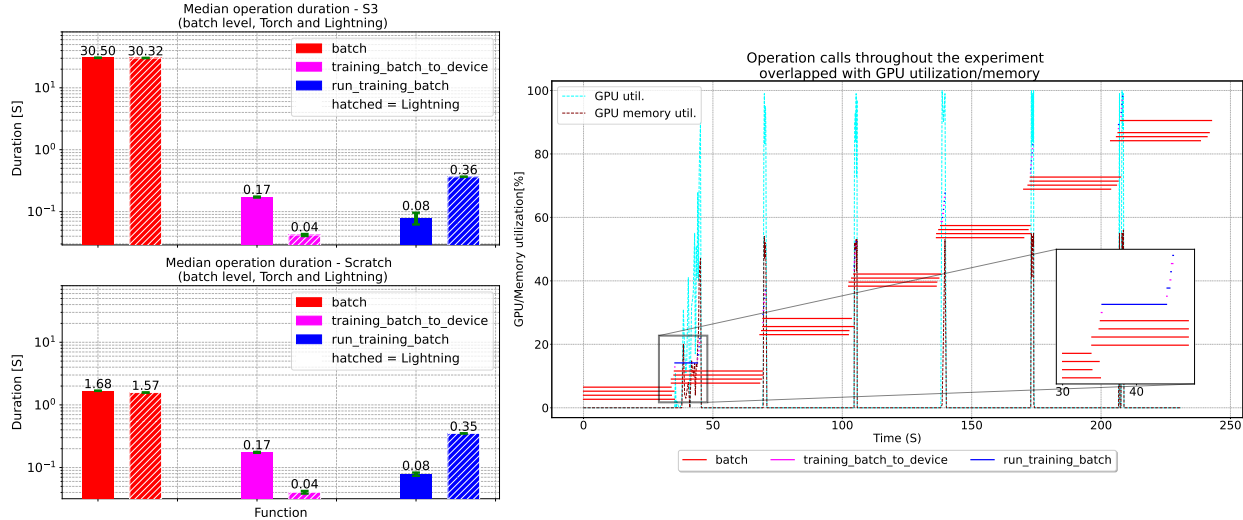 Median operation duration - S3
(batch level, Torch and Lightning)
Duration [S]
10¹
10⁰
10⁻¹
30.50
30.32
0.17
0.04
0.08
0.36
batch
training_batch_to_device
run_training_batch
hatched = Lightning
Median operation duration - Scratch
(batch level, Torch and Lightning)
Duration [S]
10¹
10⁰
10⁻¹
1.68
1.57
0.17
0.04
0.08
0.35
batch
training_batch_to_device
run_training_batch
hatched = Lightning
Function
Operation calls throughout the experiment
overlapped with GPU utilization/memory
GPU/Memory utilization[%]
100
80
60
40
20
0
GPU util.
GPU memory util.
30
40
0
50
100
150
200
250
Time (S)
batch
training_batch_to_device
run_training_batch